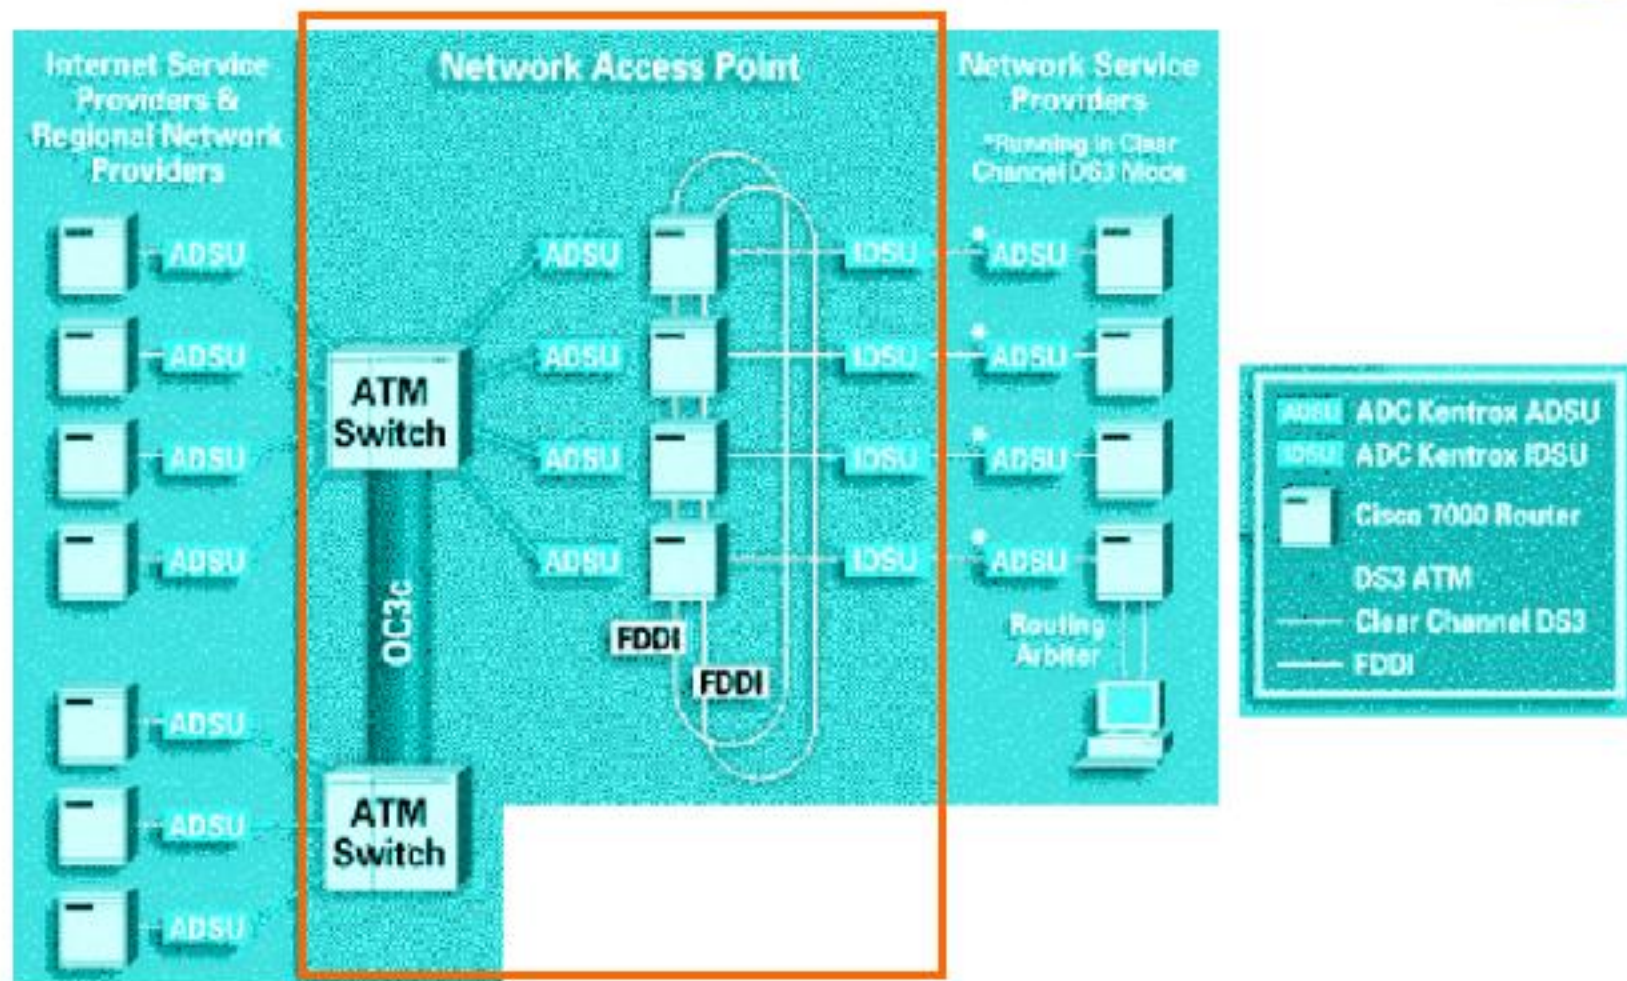 Internet Service
Providers &
Regional Network
Providers
Network Access Point
Network Service
Providers
*Running in Clear
Channel DS3 Mode
ADSU
ADSU
IDSU
* ADSU
ADSU
ADSU
IDSU
* ADSU
ATM
Switch
ADSU
ADSU
IDSU
* ADSU
ADSU
ADSU
IDSU
* ADSU
OC3c
FDDI
FDDI
Routing
Arbiter
ADSU
ADSU
ATM
Switch
ADSU
ADSU ADC Kentrox ADSU
IDSU ADC Kentrox IDSU
Cisco 7000 Router
DS3 ATM
Clear Channel DS3
FDDI